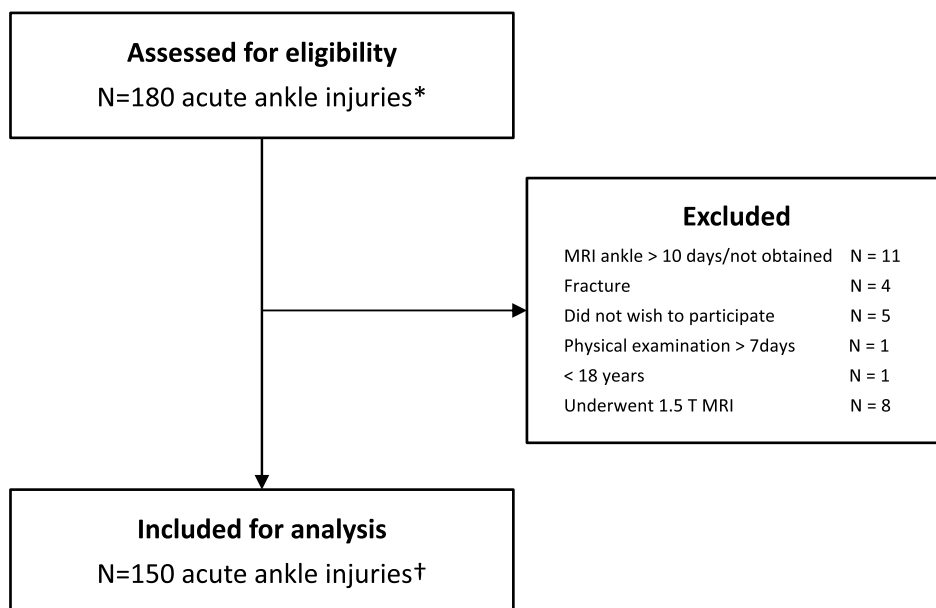 Assessed for eligibility
N=180 acute ankle injuries*
Excluded
MRI ankle > 10 days/not obtained N = 11
Fracture N = 4
Did not wish to participate N = 5
Physical examination > 7days N = 1
< 18 years N = 1
Underwent 1.5 T MRI N = 8
Included for analysis
N=150 acute ankle injuries†